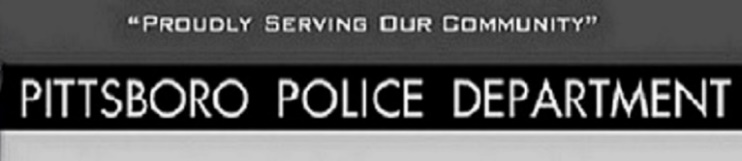 "PROUDLY SERVING OUR COMMUNITY"
PITTSBORO POLICE DEPARTMENT